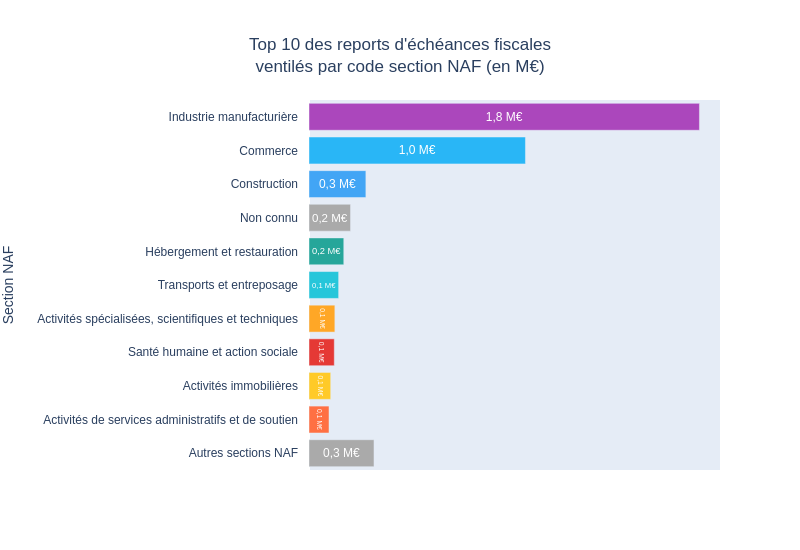 Top 10 des reports d'échéances fiscales
ventilés par code section NAF (en M€)
Section NAF
Industrie manufacturière 1,8 M€
Commerce 1,0 M€
Construction 0,3 M€
Non connu 0,2 M€
Hébergement et restauration 0,2 M€
Transports et entreposage 0,1 M€
Activités spécialisées, scientifiques et techniques 0,1 M€
Santé humaine et action sociale 0,1 M€
Activités immobilières 0,1 M€
Activités de services administratifs et de soutien 0,1 M€
Autres sections NAF 0,3 M€